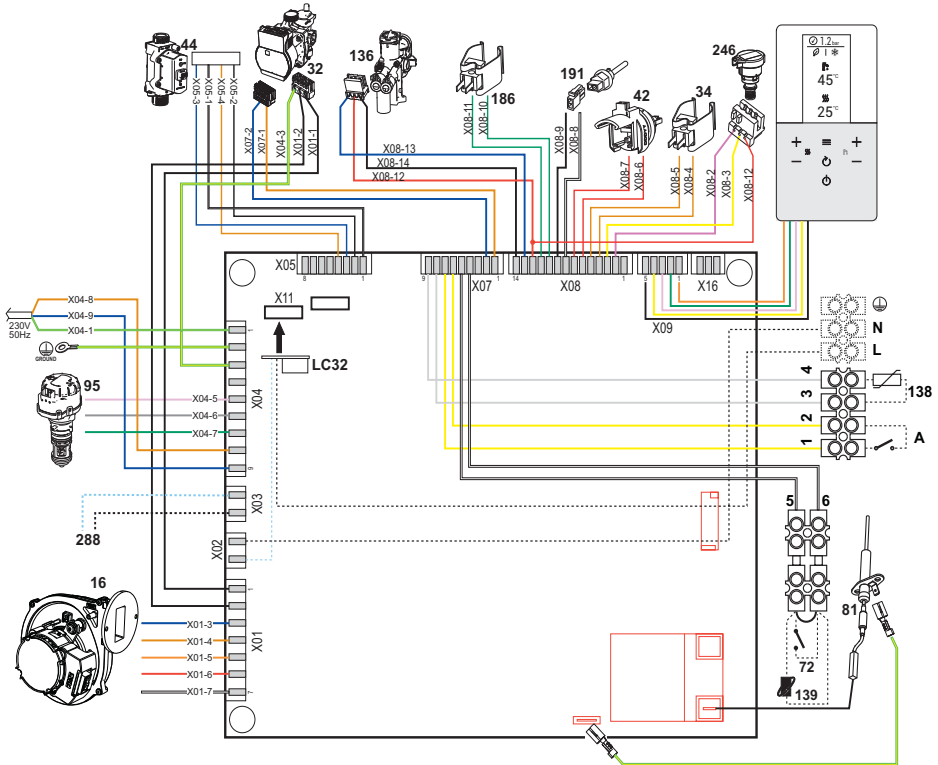 44
32
136
186
191
42
34
246
1.2 bar
45°C
25°C
h
X05-3
X05-1
X05-4
X05-2
X07-2
X07-1
X04-3
X01-2
X01-1
X08-13
X08-14
X08-12
X08-11
X08-10
X08-9
X08-8
X08-7
X08-6
X08-5
X08-4
X08-2
X08-3
X08-12
X05
8
1
9
X07
1
14
X08
1
5
1
X09
X16
X11
LC32
X04-8
X04-9
X04-1
230V
50Hz
GROUND
1
X04
9
95
X04-5
X04-6
X04-7
X03
288
X02
16
1
X01
7
X01-3
X01-4
X01-5
X01-6
X01-7
N
L
4
3
2
1
138
A
5
6
72
139
81